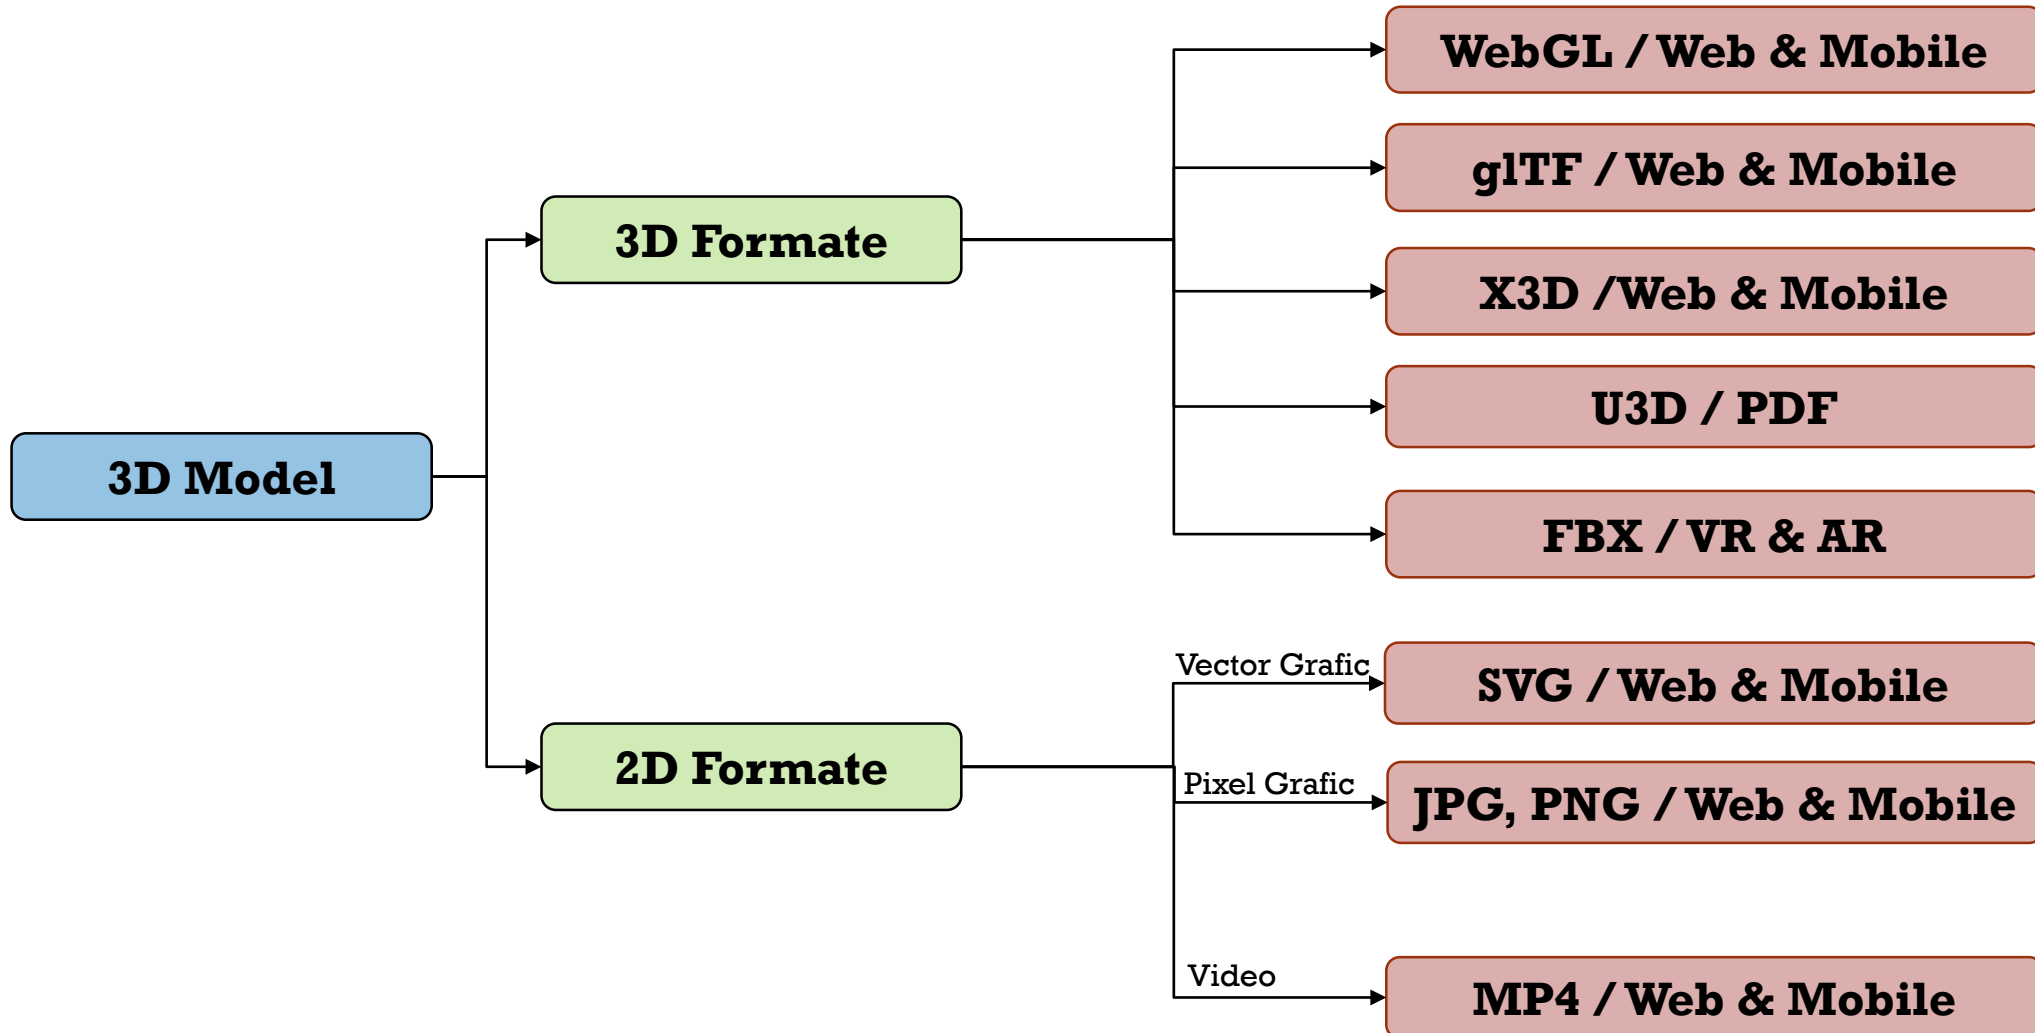 WebGL / Web & Mobile
glTF / Web & Mobile
3D Formate
X3D /Web & Mobile
U3D / PDF
3D Model
FBX / VR & AR
Vector Grafic
SVG / Web & Mobile
2D Formate
Pixel Grafic
JPG, PNG / Web & Mobile
Video
MP4 / Web & Mobile